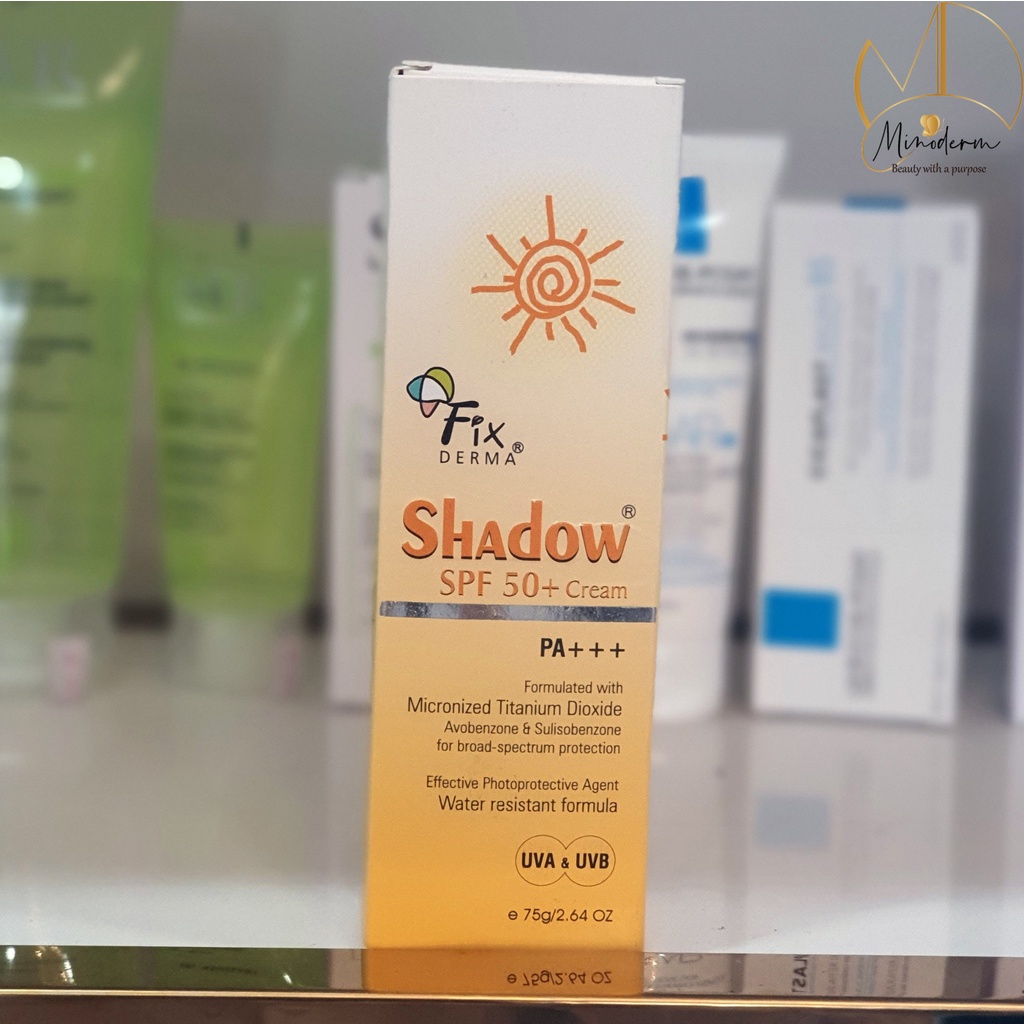 Minoderm
Beauty with a purpose
Fix
DERMA®
Shadow®
SPF 50+ Cream
PA+++
Formulated with
Micronized Titanium Dioxide
Avobenzone & Sulisobenzone
for broad-spectrum protection
Effective Photoprotective Agent
Water resistant formula
UVA & UVB
e 75g/2.64 OZ